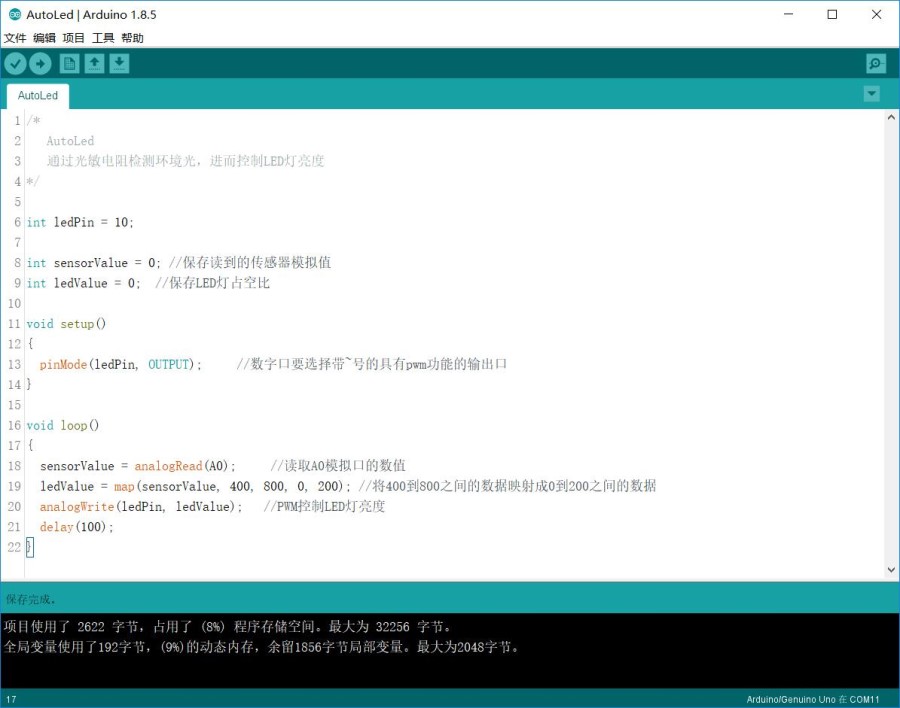 AutoLed | Arduino 1.8.5
文件 编辑 项目 工具 帮助
AutoLed
1 /*
2 AutoLed
3 通过光敏电阻检测环境光，进而控制LED灯亮度
4 */
5
6 int ledPin = 10;
7
8 int sensorValue = 0; //保存读到的传感器模拟值
9 int ledValue = 0; //保存LED灯占空比
10
11 void setup()
12 {
13 pinMode(ledPin, OUTPUT); //数字口要选择带~号的具有pwm功能的输出口
14 }
15
16 void loop()
17 {
18 sensorValue = analogRead(A0); //读取A0模拟口的数值
19 ledValue = map(sensorValue, 400, 800, 0, 200); //将400到800之间的数据映射成0到200之间的数据
20 analogWrite(ledPin, ledValue); //PWM控制LED灯亮度
21 delay(100);
22 }
保存完成。
项目使用了 2622 字节，占用了 (8%) 程序存储空间。最大为 32256 字节。
全局变量使用了192字节，(9%)的动态内存，余留1856字节局部变量。最大为2048字节。
17 Arduino/Genuino Uno 在 COM11